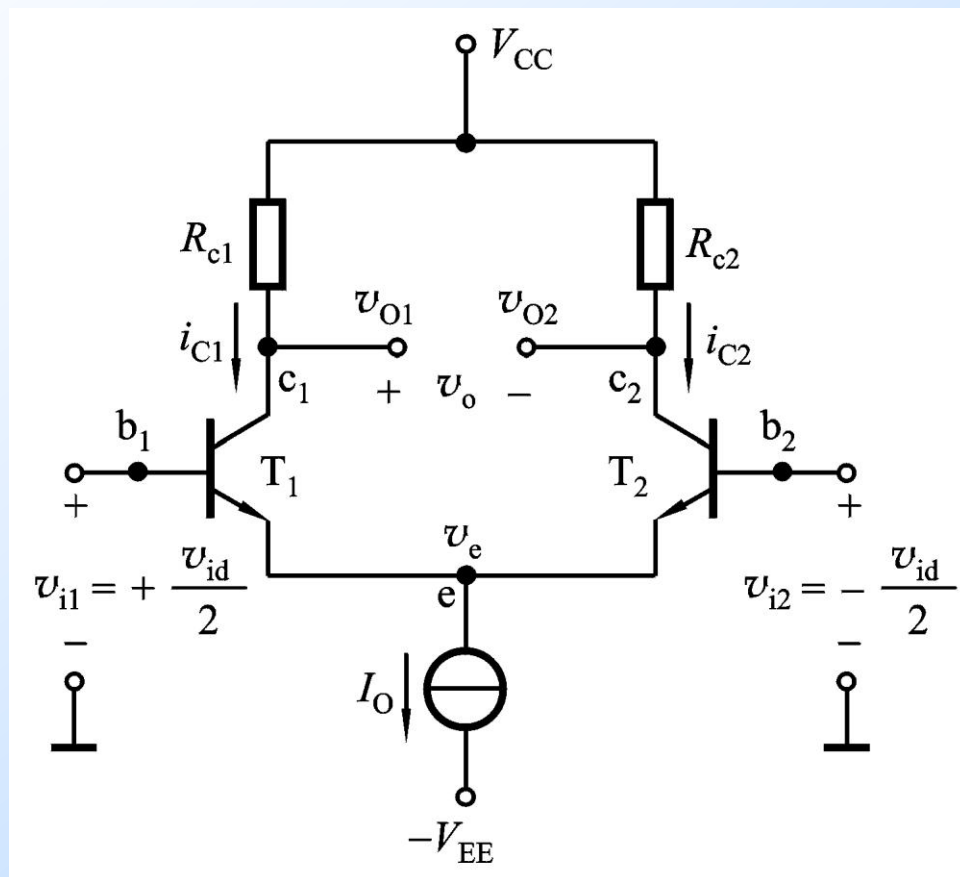 V_CC
R_c1
R_c2
v_O1
v_O2
i_C1
i_C2
c_1
+ v_o −
c_2
b_1
b_2
T_1
T_2
+
+
v_e
e
v_i1 = + v_id/2
v_i2 = − v_id/2
−
−
I_O
−V_EE